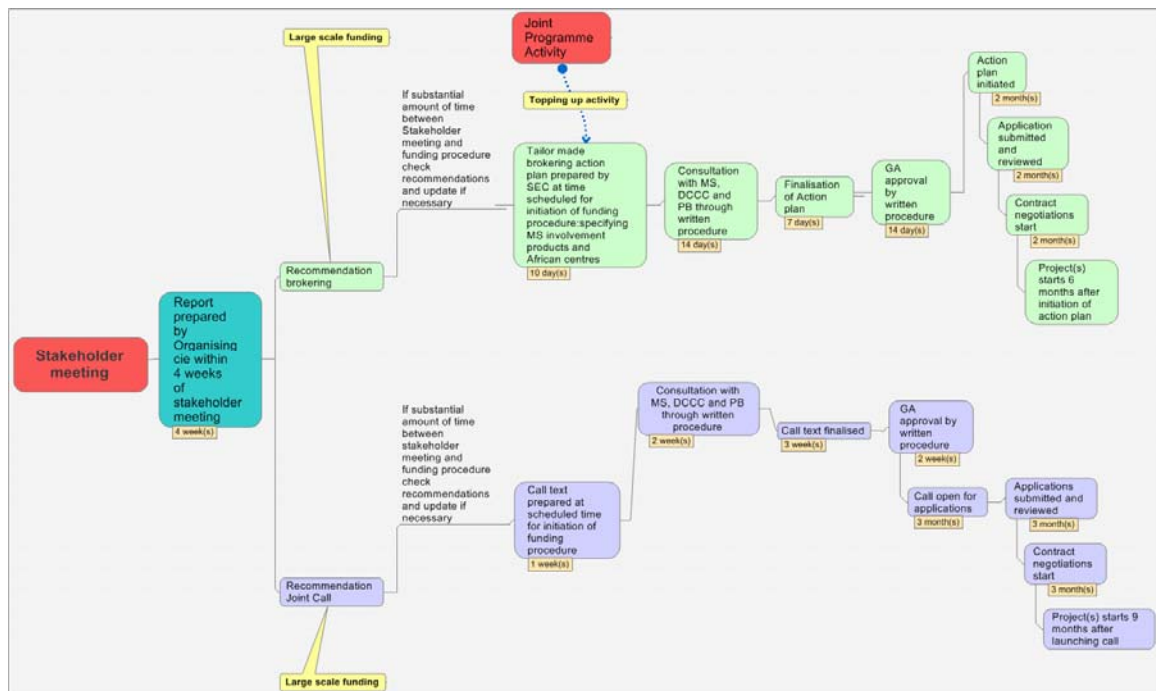 Large scale funding
Joint
Programme
Activity
Topping up activity
If substantial
amount of time
between
Stakeholder
meeting and
funding procedure
check
recommendations
and update if
necessary
Tailor made
brokering action
plan prepared by
SEC at time
scheduled for
initiation of funding
procedure:specifying
MS involvement
products and
African centres
10 day(s)
Consultation
with MS,
DCCC and
PB through
written
procedure
14 day(s)
Finalisation
of Action
plan
7 day(s)
GA
approval
by
written
procedure
14 day(s)
Action
plan
initiated
2 month(s)
Application
submitted
and
reviewed
2 month(s)
Contract
negotiations
start
2 month(s)
Project(s)
starts 6
months after
initiation of
action plan
Recommendation
brokering
Stakeholder
meeting
Report
prepared
by
Organising
cie within
4 weeks
of
stakeholder
meeting
4 week(s)
If substantial
amount of time
between
stakeholder
meeting and
funding procedure
check
recommendations
and update if
necessary
Call text
prepared at
scheduled time
for initiation of
funding
procedure
1 week(s)
Consultation with
MS, DCCC and PB
through written
procedure
2 week(s)
Call text finalised
3 week(s)
GA
approval by
written
procedure
2 week(s)
Call open for
applications
3 month(s)
Applications
submitted and
reviewed
3 month(s)
Contract
negotiations
start
3 month(s)
Project(s) starts 9
months after
launching call
Recommendation
Joint Call
Large scale funding